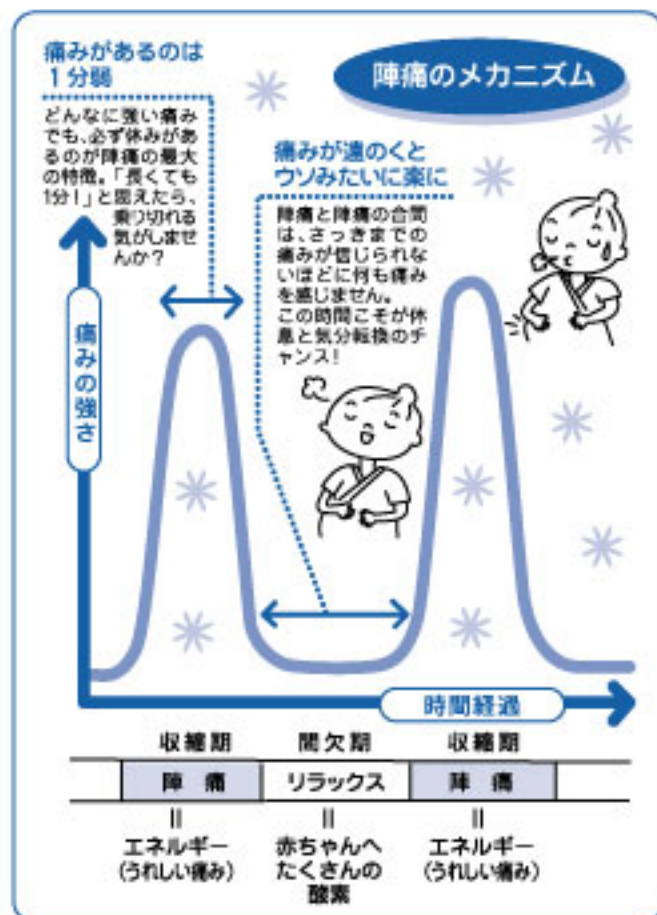 陣痛のメカニズム
痛みがあるのは
1分弱
どんなに強い痛み
でも、必ず休みがあ
るのが陣痛の最大
の特徴。「長くても
1分!」と思えたら、
乗り切れる
気がしませ
んか?
痛みが遠のくと
ウソみたいに楽に
陣痛と陣痛の合間
は、さっきまでの
痛みが信じられな
いほどに何も痛み
を感じません。
この時間こそが休
息と気分転換のチ
ャンス!
痛みの強さ
時間経過
収縮期 間欠期 収縮期
陣痛 リラックス 陣痛
|| || ||
エネルギー 赤ちゃんへ エネルギー
(うれしい痛み) たくさんの (うれしい痛み)
酸素